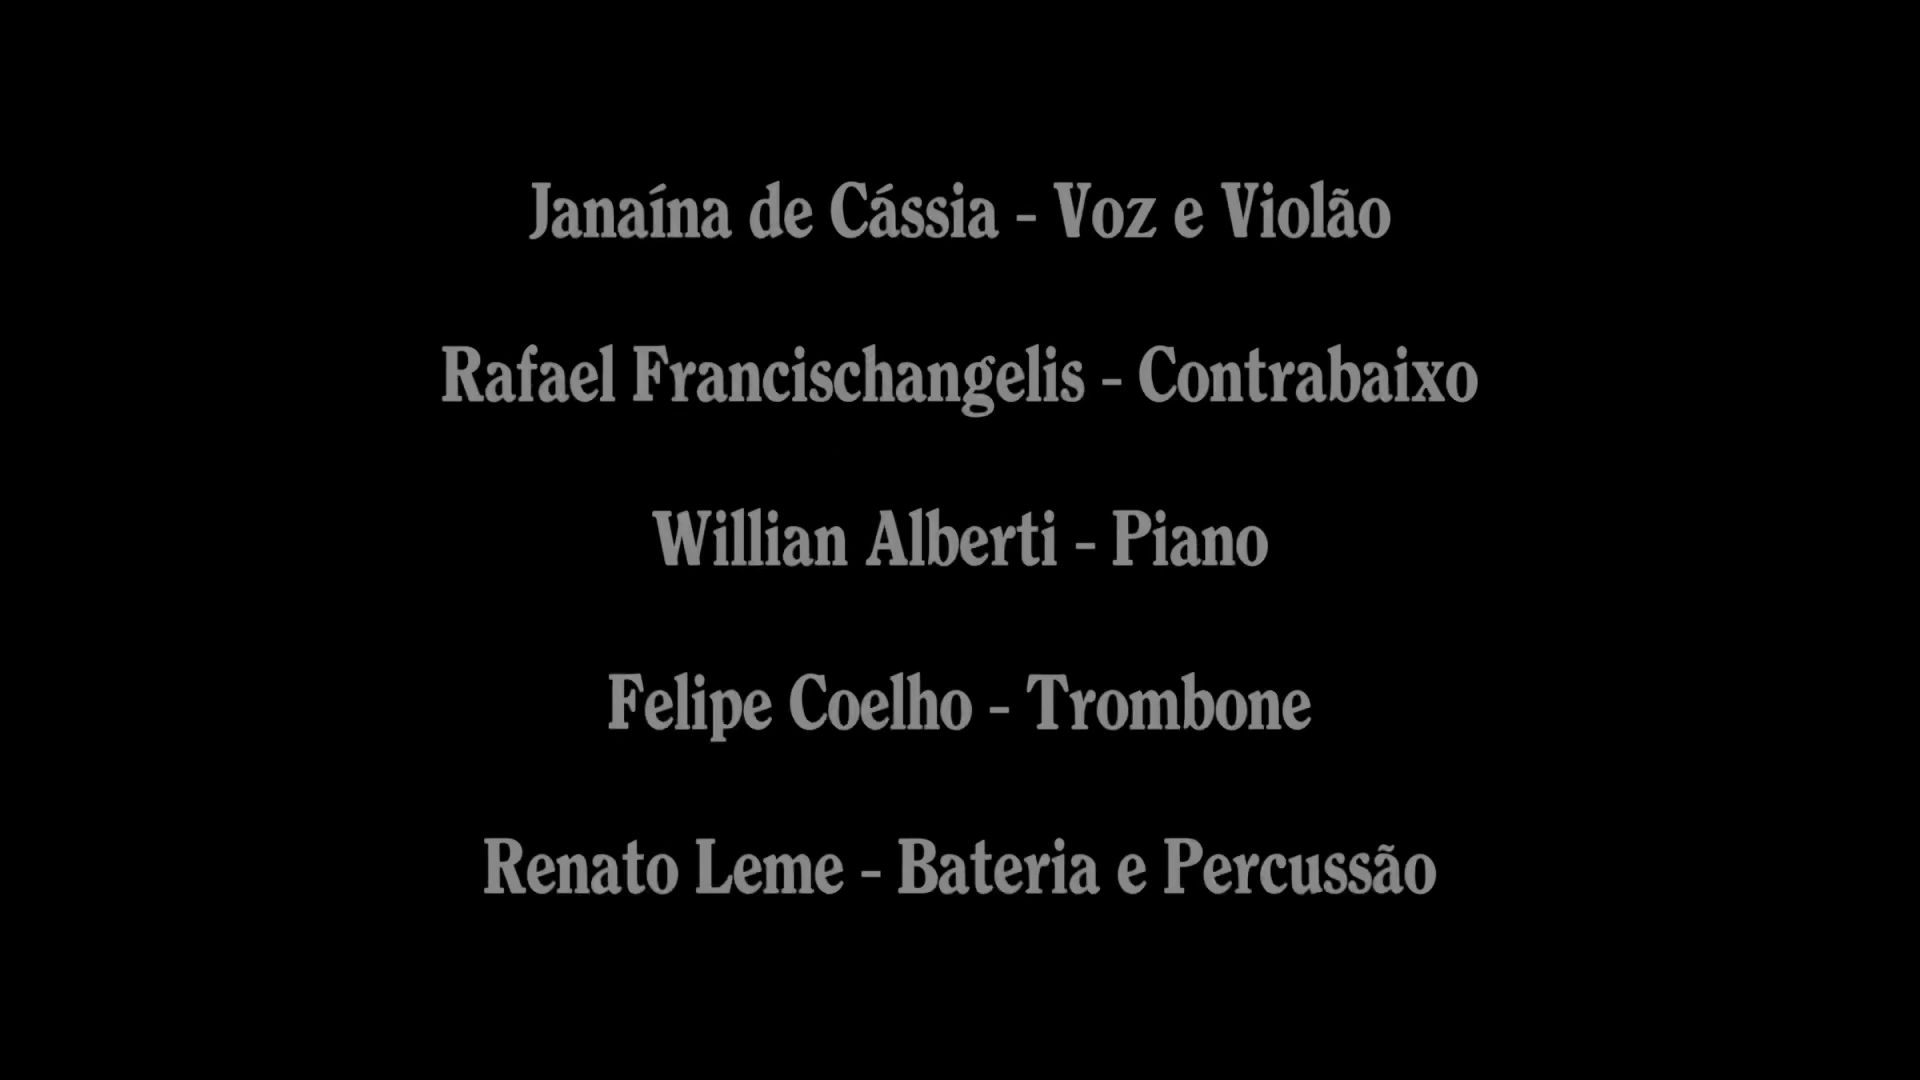 Janaína de Cássia - Voz e Violão
Rafael Francischangelis - Contrabaixo
Willian Alberti - Piano
Felipe Coelho - Trombone
Renato Leme - Bateria e Percussão